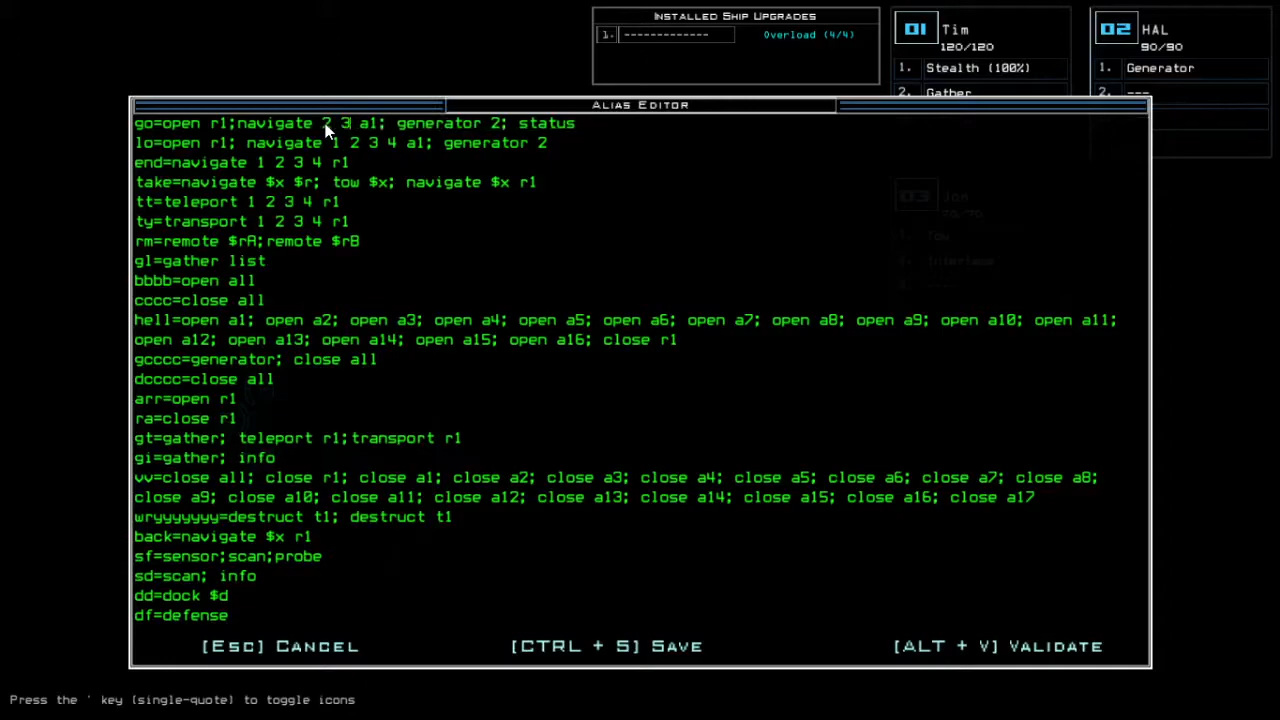 Installed Ship Upgrades
1. ------------- Overload (4/4)
01 Tim
120/120
1. Stealth (100%)
2. Gather
02 HAL
90/90
1. Generator
2. ---
Alias Editor
go=open r1;navigate 2 3 a1; generator 2; status
lo=open r1; navigate 1 2 3 4 a1; generator 2
end=navigate 1 2 3 4 r1
take=navigate $x $r; tow $x; navigate $x r1
tt=teleport 1 2 3 4 r1
ty=transport 1 2 3 4 r1
rm=remote $rA;remote $rB
gl=gather list
bbbb=open all
cccc=close all
hell=open a1; open a2; open a3; open a4; open a5; open a6; open a7; open a8; open a9; open a10; open a11;
open a12; open a13; open a14; open a15; open a16; close r1
gcccc=generator; close all
dcccc=close all
arr=open r1
ra=close r1
gt=gather; teleport r1;transport r1
gi=gather; info
vv=close all; close r1; close a1; close a2; close a3; close a4; close a5; close a6; close a7; close a8;
close a9; close a10; close a11; close a12; close a13; close a14; close a15; close a16; close a17
wryyyyyyy=destruct t1; destruct t1
back=navigate $x r1
sf=sensor;scan;probe
sd=scan; info
dd=dock $d
df=defense
03 Jon
1. Tow
2. Interface
[Esc] Cancel
[CTRL + S] Save
[ALT + V] Validate
Press the ' key (single-quote) to toggle icons